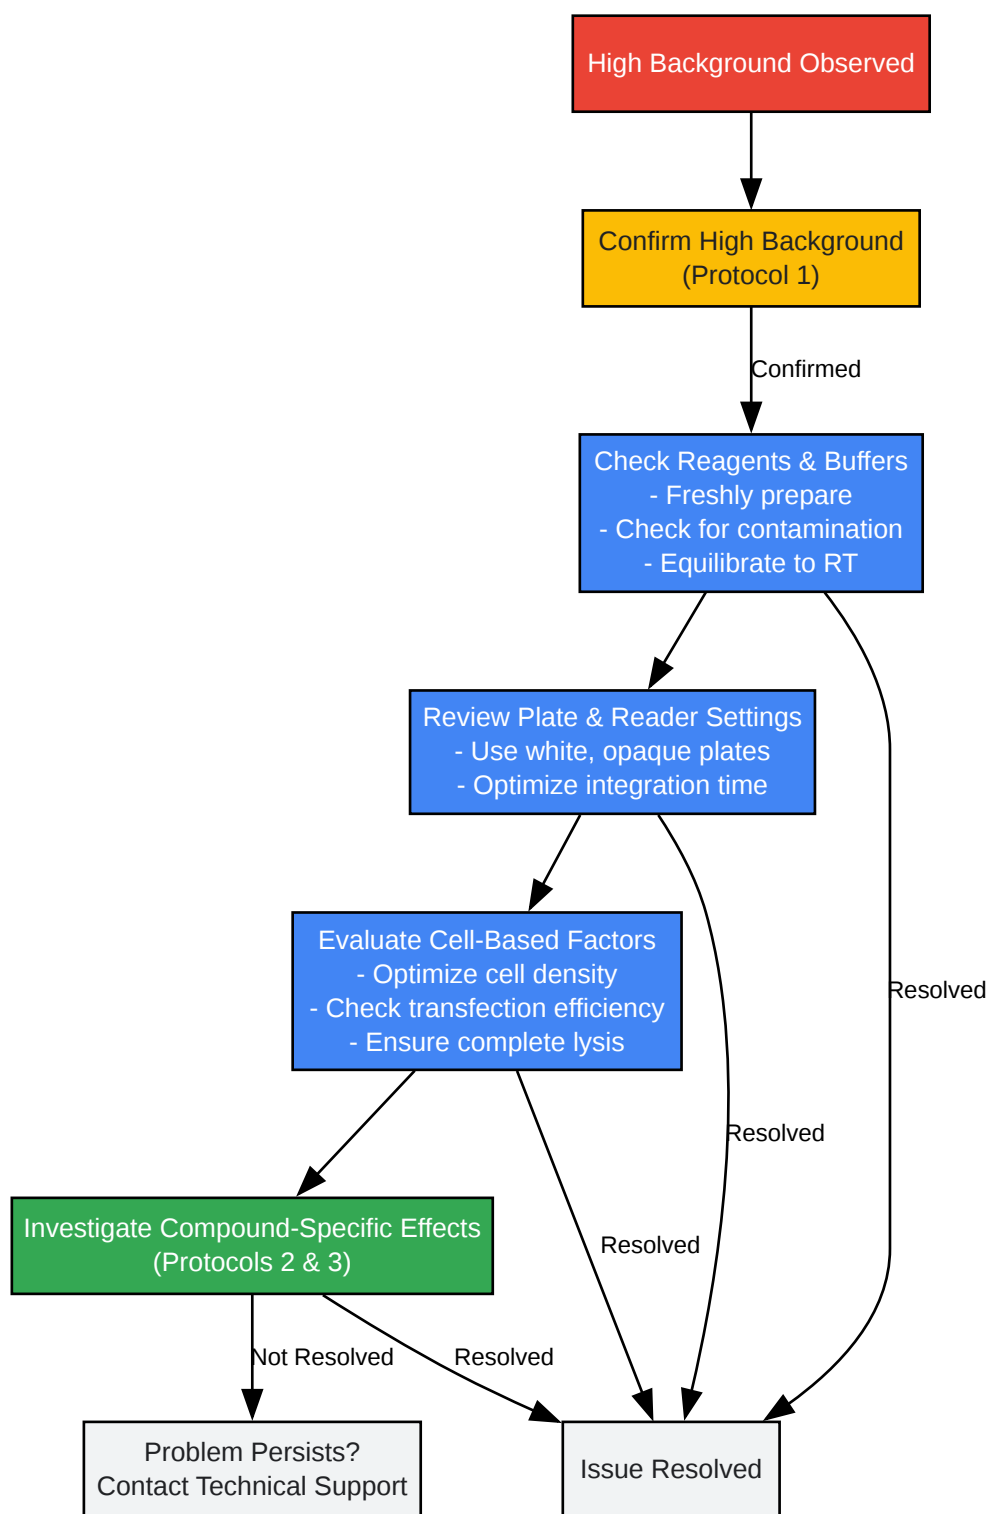 High Background Observed
Confirm High Background
(Protocol 1)
Confirmed
Check Reagents & Buffers
- Freshly prepare
- Check for contamination
- Equilibrate to RT
Review Plate & Reader Settings
- Use white, opaque plates
- Optimize integration time
Evaluate Cell-Based Factors
- Optimize cell density
- Check transfection efficiency
- Ensure complete lysis
Resolved
Resolved
Resolved
Investigate Compound-Specific Effects
(Protocols 2 & 3)
Not Resolved
Resolved
Problem Persists?
Contact Technical Support
Issue Resolved